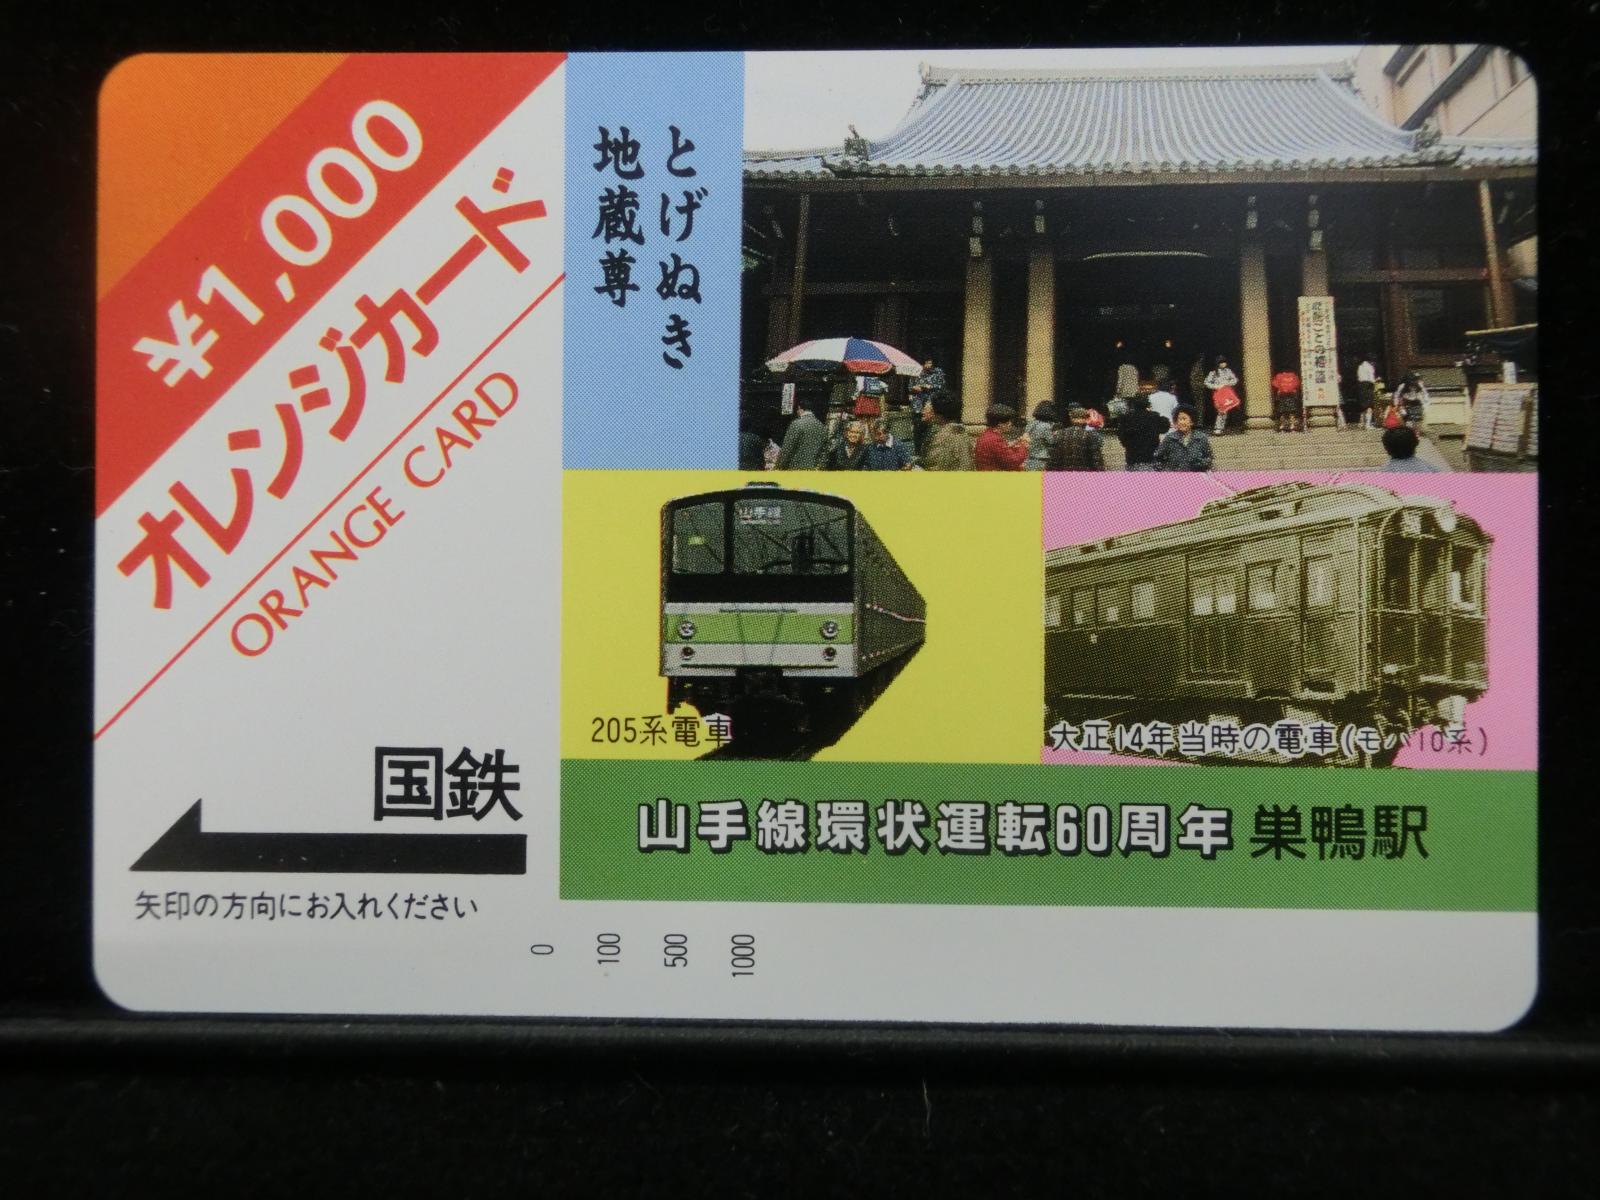 ¥1,000
オレンジカード
ORANGE CARD
とげぬき
地蔵尊
山手線
205系電車
大正14年当時の電車(モハ10系)
国鉄
山手線環状運転60周年 巣鴨駅
矢印の方向にお入れください
0 100 500 1000